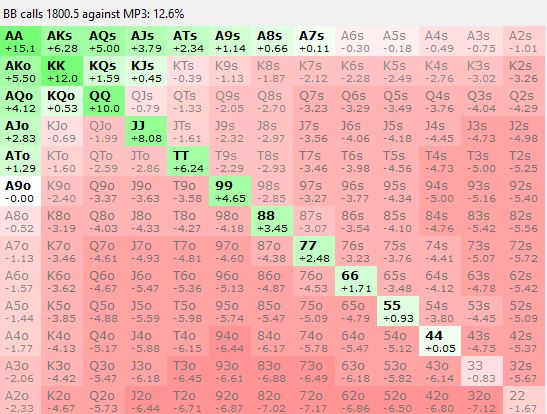 BB calls 1800.5 against MP3: 12.6%
AA AKs AQs AJs ATs A9s A8s A7s A6s A5s A4s A3s A2s
+15.1 +6.28 +5.00 +3.79 +2.34 +1.14 +0.66 +0.11 -0.30 -0.18 -0.49 -0.75 -1.01
AKo KK KQs KJs KTs K9s K8s K7s K6s K5s K4s K3s K2s
+5.50 +12.0 +1.59 +0.45 -0.39 -1.13 -1.87 -2.12 -2.28 -2.49 -2.76 -3.02 -3.26
AQo KQo QQ QJs QTs Q9s Q8s Q7s Q6s Q5s Q4s Q3s Q2s
+4.12 +0.53 +10.0 -0.79 -1.33 -2.05 -2.70 -3.23 -3.29 -3.49 -3.76 -4.04 -4.29
AJo KJo QJo JJ JTs J9s J8s J7s J6s J5s J4s J3s J2s
+2.83 -0.69 -1.99 +8.08 -1.61 -2.32 -2.97 -3.56 -4.06 -4.18 -4.45 -4.73 -4.98
ATo KTo QTo JTo TT T9s T8s T7s T6s T5s T4s T3s T2s
+1.29 -1.60 -2.59 -2.86 +6.24 -2.29 -2.93 -3.46 -3.98 -4.56 -4.73 -5.00 -5.25
A9o K9o Q9o J9o T9o 99 98s 97s 96s 95s 94s 93s 92s
+0.00 -2.40 -3.37 -3.63 -3.58 +4.65 -2.85 -3.27 -3.77 -4.34 -5.00 -5.16 -5.40
A8o K8o Q8o J8o T8o 98o 88 87s 86s 85s 84s 83s 82s
-0.52 -3.19 -4.03 -4.33 -4.27 -4.18 +3.45 -3.07 -3.54 -4.10 -4.76 -5.42 -5.56
A7o K7o Q7o J7o T7o 97o 87o 77 76s 75s 74s 73s 72s
-1.13 -3.46 -4.61 -4.93 -4.81 -4.60 -4.38 +2.48 -3.23 -3.76 -4.41 -5.07 -5.72
A6o K6o Q6o J6o T6o 96o 86o 76o 66 65s 64s 63s 62s
-1.57 -3.62 -4.67 -5.47 -5.36 -5.13 -4.87 -4.53 +1.71 -3.48 -4.12 -4.78 -5.42
A5o K5o Q5o J5o T5o 95o 85o 75o 65o 55 54s 53s 52s
-1.44 -3.85 -4.88 -5.59 -5.98 -5.74 -5.47 -5.09 -4.79 +0.93 -3.80 -4.45 -5.09
A4o K4o Q4o J4o T4o 94o 84o 74o 64o 54o 44 43s 42s
-1.77 -4.13 -5.17 -5.88 -6.15 -6.44 -6.17 -5.78 -5.47 -5.12 +0.05 -4.75 -5.37
A3o K3o Q3o J3o T3o 93o 83o 73o 63o 53o 43o 33 32s
-2.06 -4.42 -5.47 -6.18 -6.45 -6.61 -6.88 -6.49 -6.18 -5.82 -6.14 -0.83 -5.67
A2o K2o Q2o J2o T2o 92o 82o 72o 62o 52o 42o 32o 22
-2.33 -4.67 -5.73 -6.44 -6.71 -6.87 -7.02 -7.17 -6.86 -6.50 -6.80 -7.12 -1.67